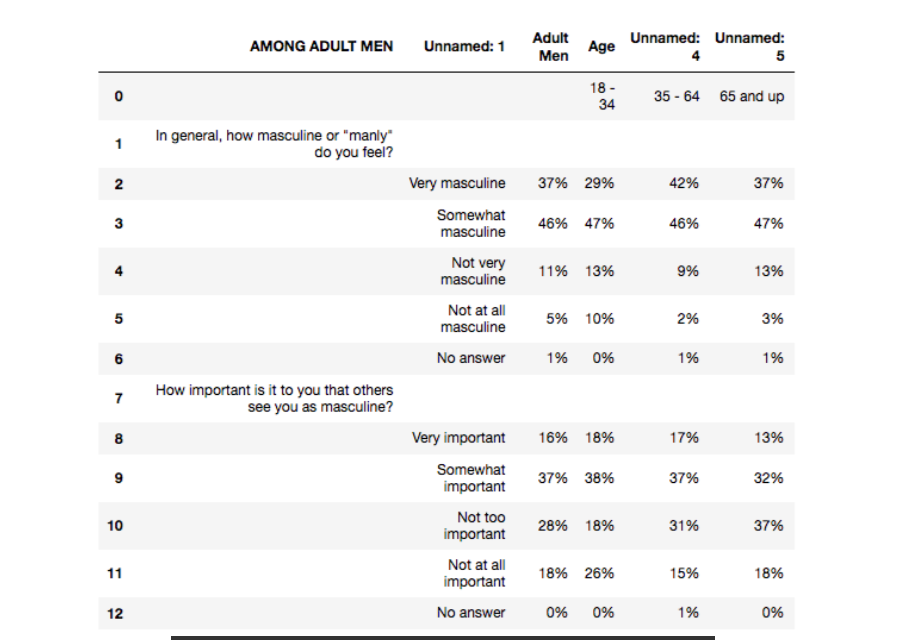 AMONG ADULT MEN Unnamed: 1 Adult Men Age Unnamed: 4 Unnamed: 5
0 18 - 34 35 - 64 65 and up
1 In general, how masculine or "manly" do you feel?
2 Very masculine 37% 29% 42% 37%
3 Somewhat masculine 46% 47% 46% 47%
4 Not very masculine 11% 13% 9% 13%
5 Not at all masculine 5% 10% 2% 3%
6 No answer 1% 0% 1% 1%
7 How important is it to you that others see you as masculine?
8 Very important 16% 18% 17% 13%
9 Somewhat important 37% 38% 37% 32%
10 Not too important 28% 18% 31% 37%
11 Not at all important 18% 26% 15% 18%
12 No answer 0% 0% 1% 0%